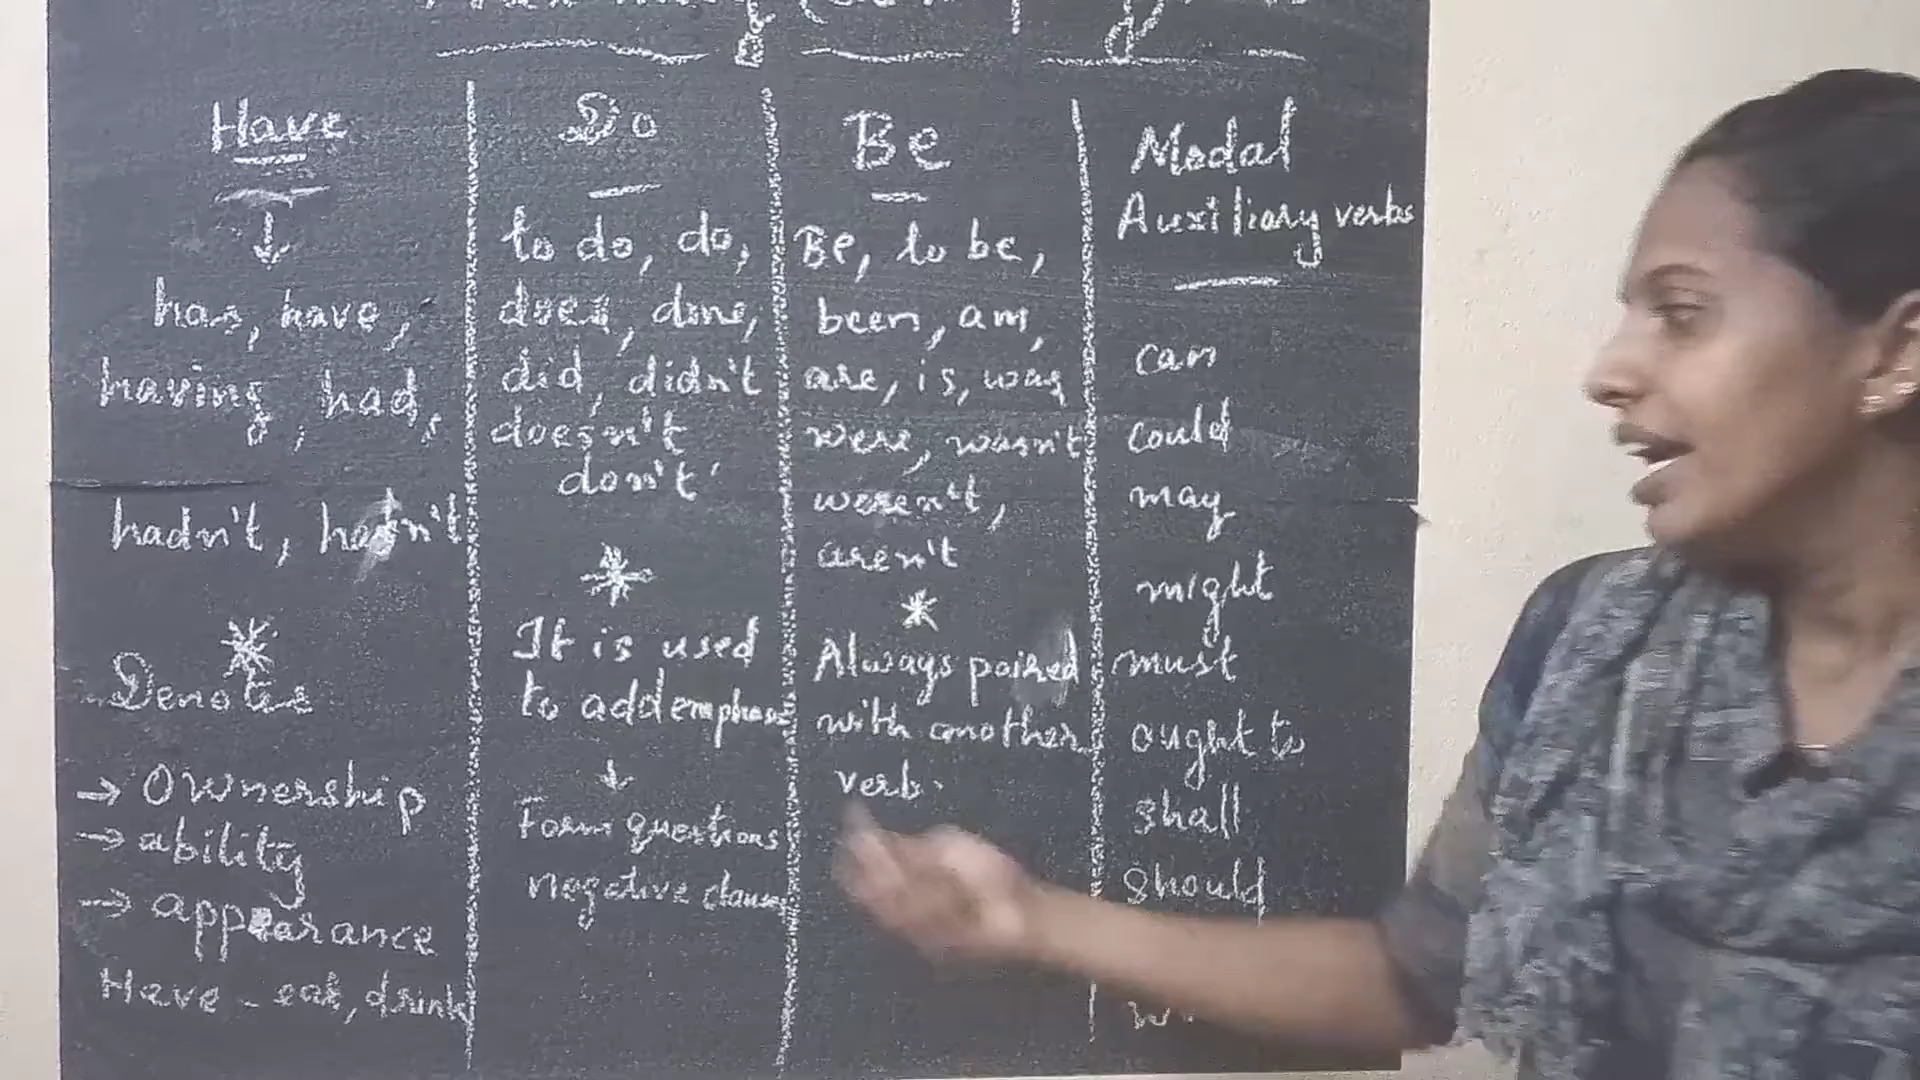 Have
has, have,
having, had,
hadn't, hasn't
Denotes
→ Ownership
→ ability
→ appearance
Have - eat, drink
Do
to do, do,
does, done,
did, didn't
doesn't
don't
It is used
to add emphasis
Form questions
negative clauses
Be
Be, to be,
been, am,
are, is, was
were, wasn't
weren't,
aren't
Always paired
with another
verb.
Modal
Auxiliary verbs
can
could
may
might
must
ought to
shall
should